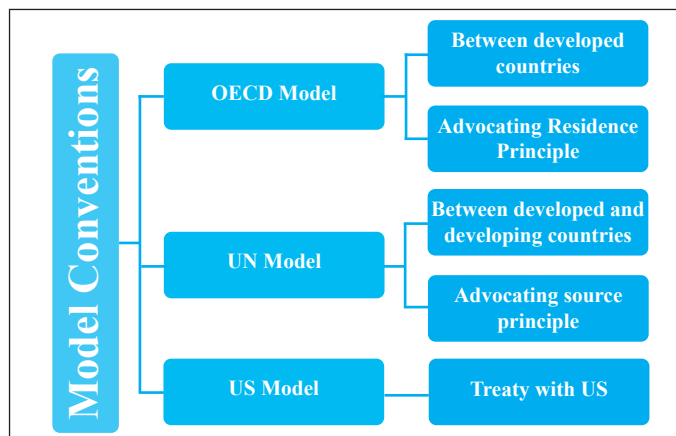 Model Conventions
OECD Model
Between developed
countries
Advocating Residence
Principle
UN Model
Between developed and
developing countries
Advocating source
principle
US Model
Treaty with US